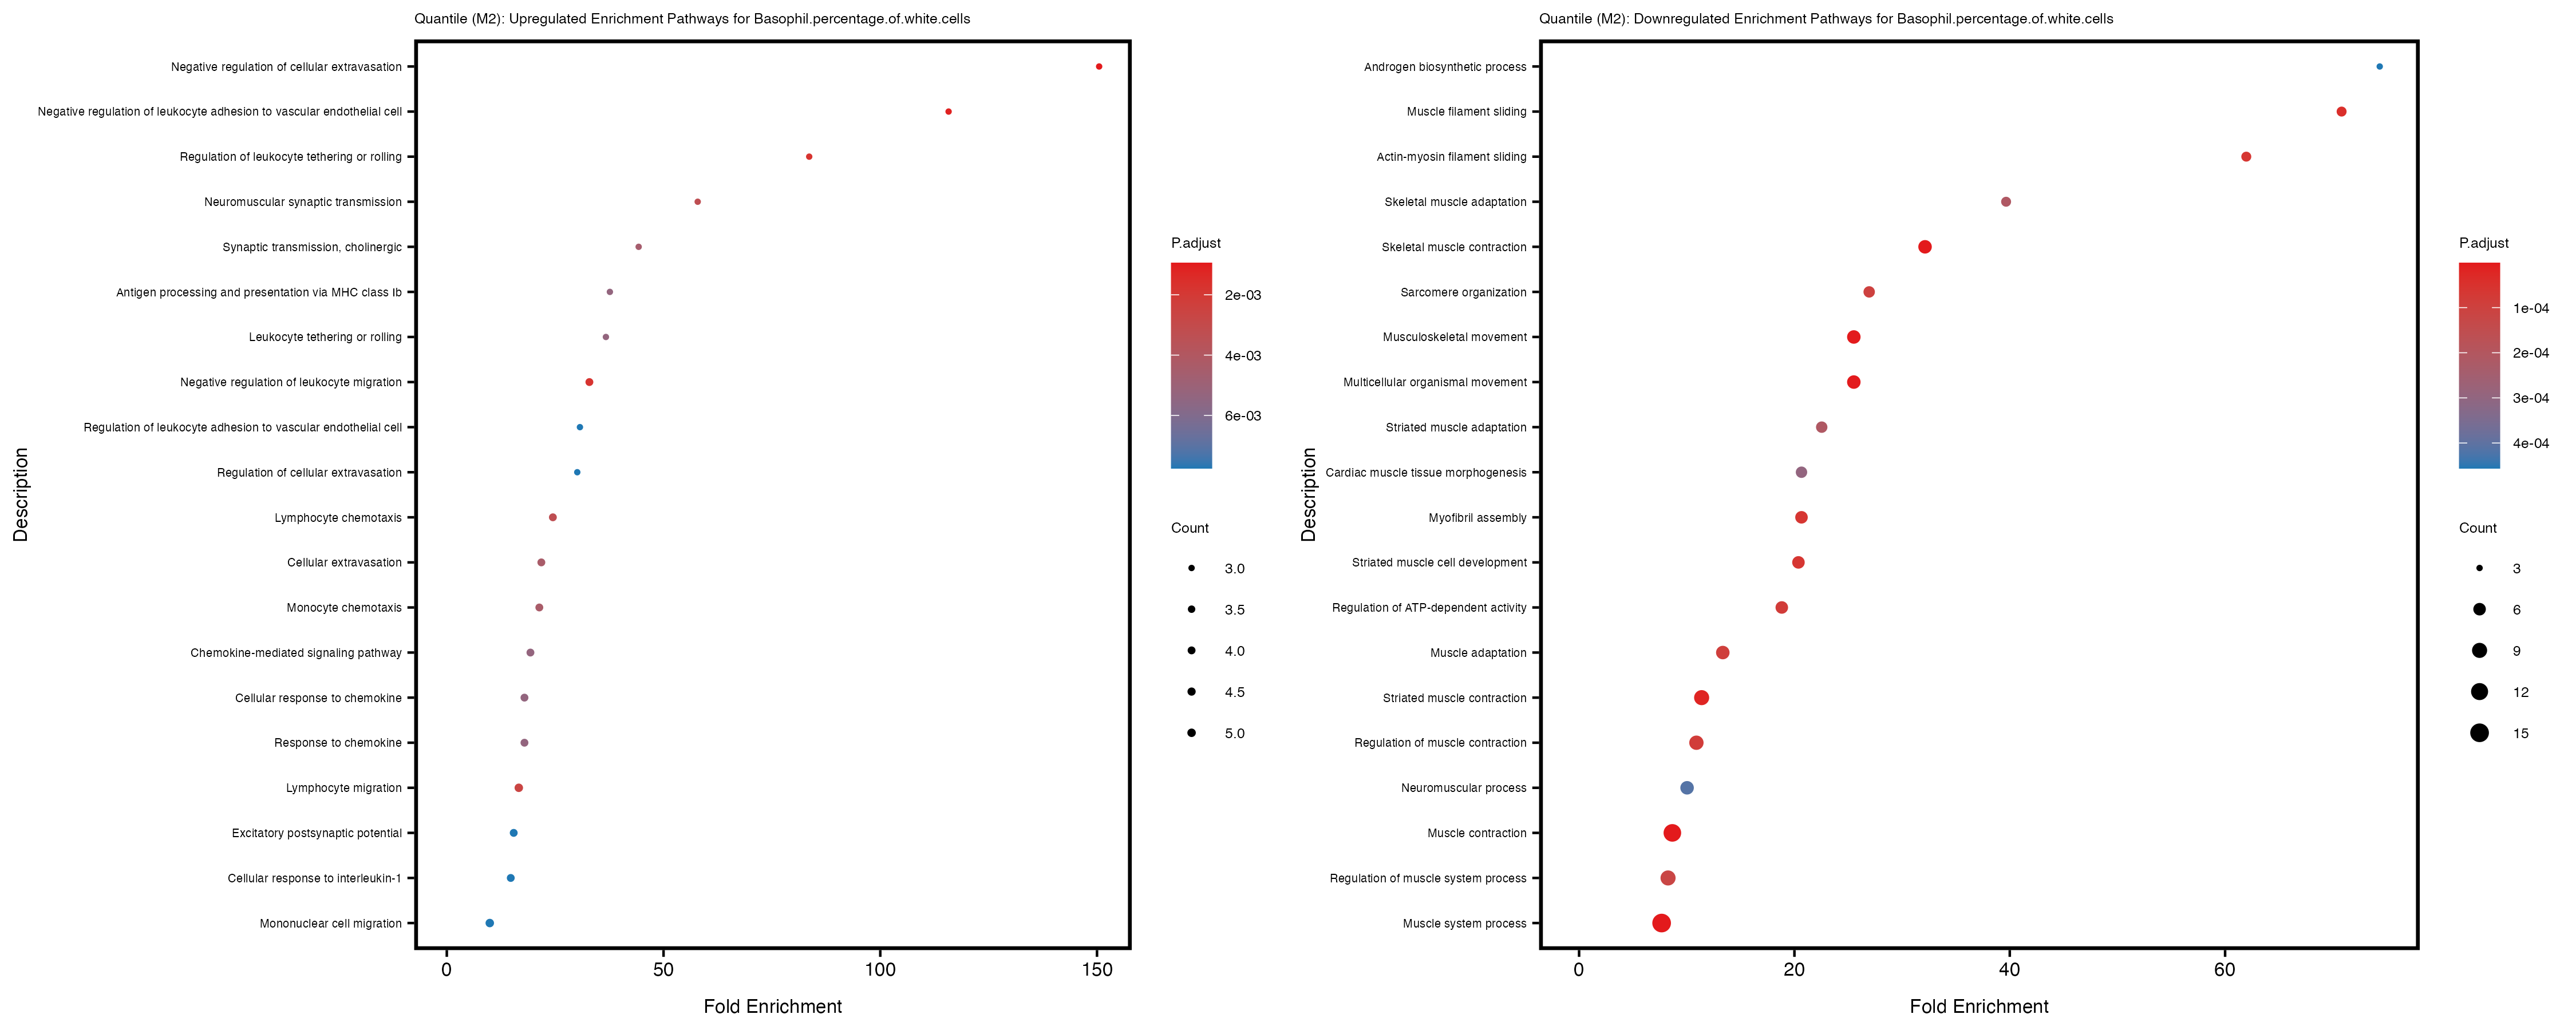 Quantile (M2): Upregulated Enrichment Pathways for Basophil.percentage.of.white.cells
Description
Negative regulation of cellular extravasation
Negative regulation of leukocyte adhesion to vascular endothelial cell
Regulation of leukocyte tethering or rolling
Neuromuscular synaptic transmission
Synaptic transmission, cholinergic
Antigen processing and presentation via MHC class Ib
Leukocyte tethering or rolling
Negative regulation of leukocyte migration
Regulation of leukocyte adhesion to vascular endothelial cell
Regulation of cellular extravasation
Lymphocyte chemotaxis
Cellular extravasation
Monocyte chemotaxis
Chemokine-mediated signaling pathway
Cellular response to chemokine
Response to chemokine
Lymphocyte migration
Excitatory postsynaptic potential
Cellular response to interleukin-1
Mononuclear cell migration
0 50 100 150
Fold Enrichment
P.adjust
2e-03
4e-03
6e-03
Count
3.0
3.5
4.0
4.5
5.0
Quantile (M2): Downregulated Enrichment Pathways for Basophil.percentage.of.white.cells
Description
Androgen biosynthetic process
Muscle filament sliding
Actin-myosin filament sliding
Skeletal muscle adaptation
Skeletal muscle contraction
Sarcomere organization
Musculoskeletal movement
Multicellular organismal movement
Striated muscle adaptation
Cardiac muscle tissue morphogenesis
Myofibril assembly
Striated muscle cell development
Regulation of ATP-dependent activity
Muscle adaptation
Striated muscle contraction
Regulation of muscle contraction
Neuromuscular process
Muscle contraction
Regulation of muscle system process
Muscle system process
0 20 40 60
Fold Enrichment
P.adjust
1e-04
2e-04
3e-04
4e-04
Count
3
6
9
12
15